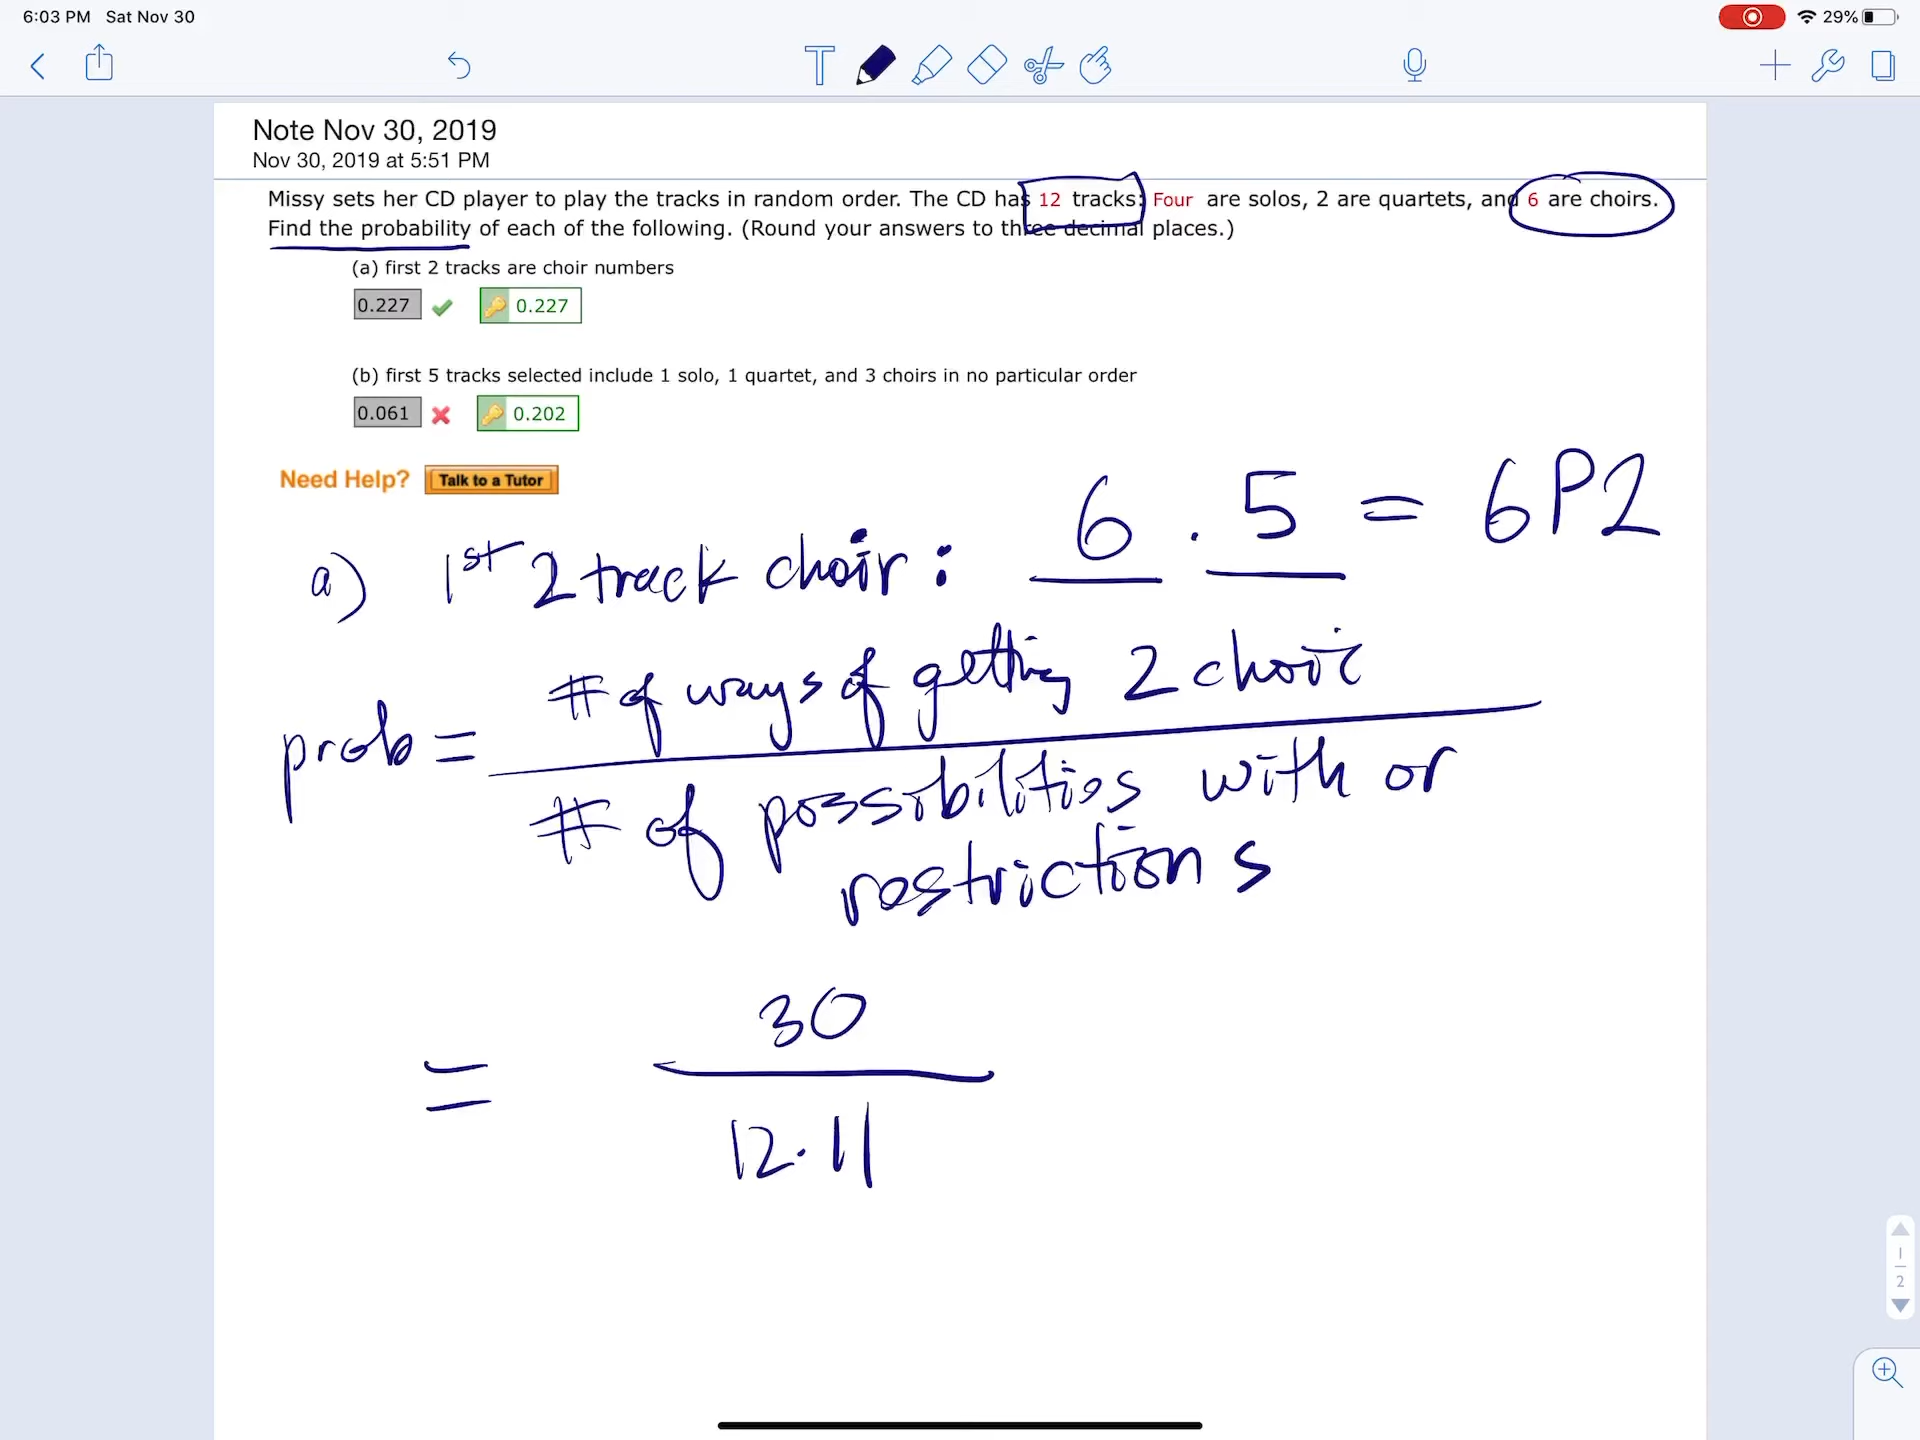 6:03 PM Sat Nov 30
29%
Note Nov 30, 2019
Nov 30, 2019 at 5:51 PM
Missy sets her CD player to play the tracks in random order. The CD has 12 tracks: Four are solos, 2 are quartets, and 6 are choirs.
Find the probability of each of the following. (Round your answers to three decimal places.)
(a) first 2 tracks are choir numbers
0.227 0.227
(b) first 5 tracks selected include 1 solo, 1 quartet, and 3 choirs in no particular order
0.061 0.202
Need Help? Talk to a Tutor
a) 1st 2 track choir: 6 . 5 = 6P2
# of ways of getting 2 choir
prob =
# of possibilities with or
restrictions
30
=
12.11
1
2